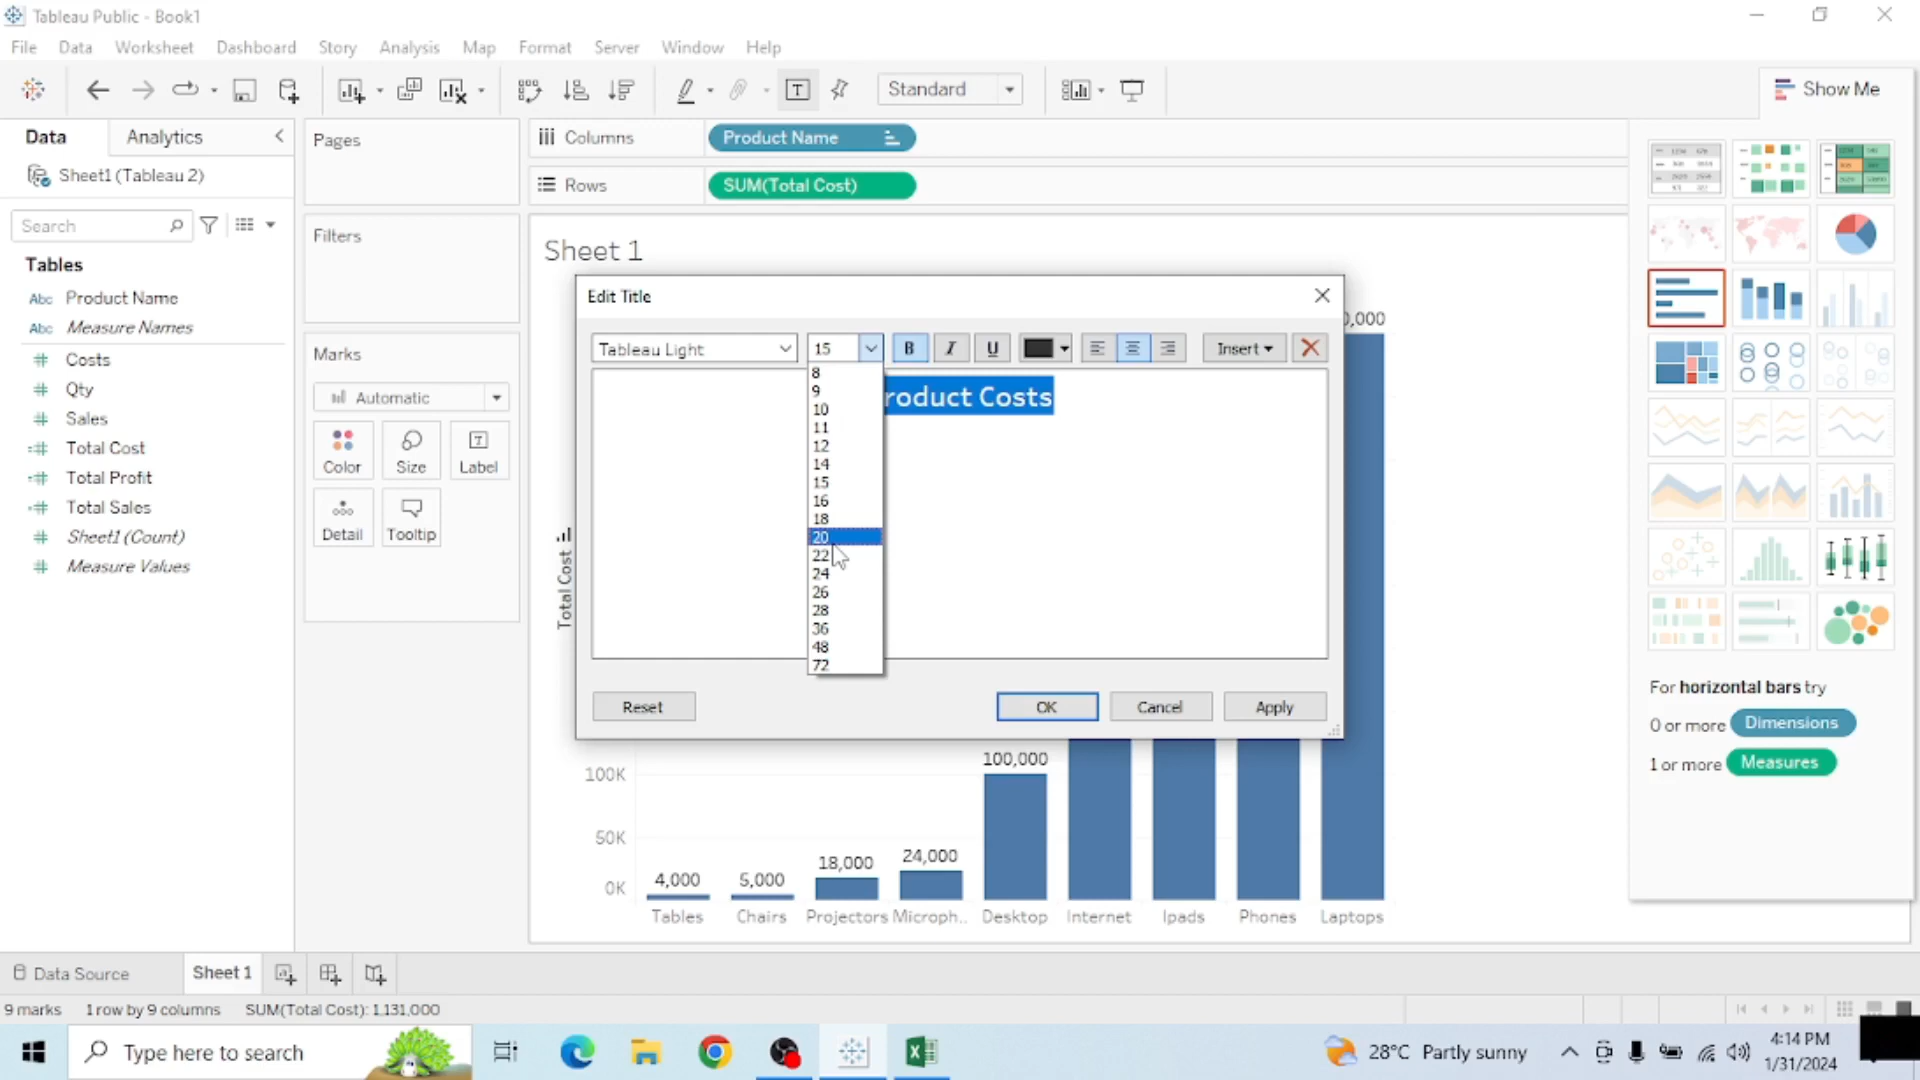 Tableau Public - Book1
File Data Worksheet Dashboard Story Analysis Map Format Server Window Help
Standard
Show Me
Data Analytics
Sheet1 (Tableau 2)
Search
Tables
Abc Product Name
Abc Measure Names
Costs
Qty
Sales
Total Cost
Total Profit
Total Sales
Sheet1 (Count)
Measure Values
Pages
Filters
Marks
Automatic
Color Size Label
Detail Tooltip
Columns Product Name
Rows SUM(Total Cost)
Sheet 1
Edit Title
Tableau Light 15 B I U Insert
8
9
10
11
12
14
15
16
18
20
22
24
26
28
36
48
72
roduct Costs
Reset OK Cancel Apply
Total Cost
0,000
100K
50K
0K
4,000 5,000 18,000 24,000 100,000
Tables Chairs Projectors Microph.. Desktop Internet Ipads Phones Laptops
For horizontal bars try
0 or more Dimensions
1 or more Measures
Data Source Sheet 1
9 marks 1 row by 9 columns SUM(Total Cost): 1,131,000
Type here to search
28°C Partly sunny
4:14 PM
1/31/2024